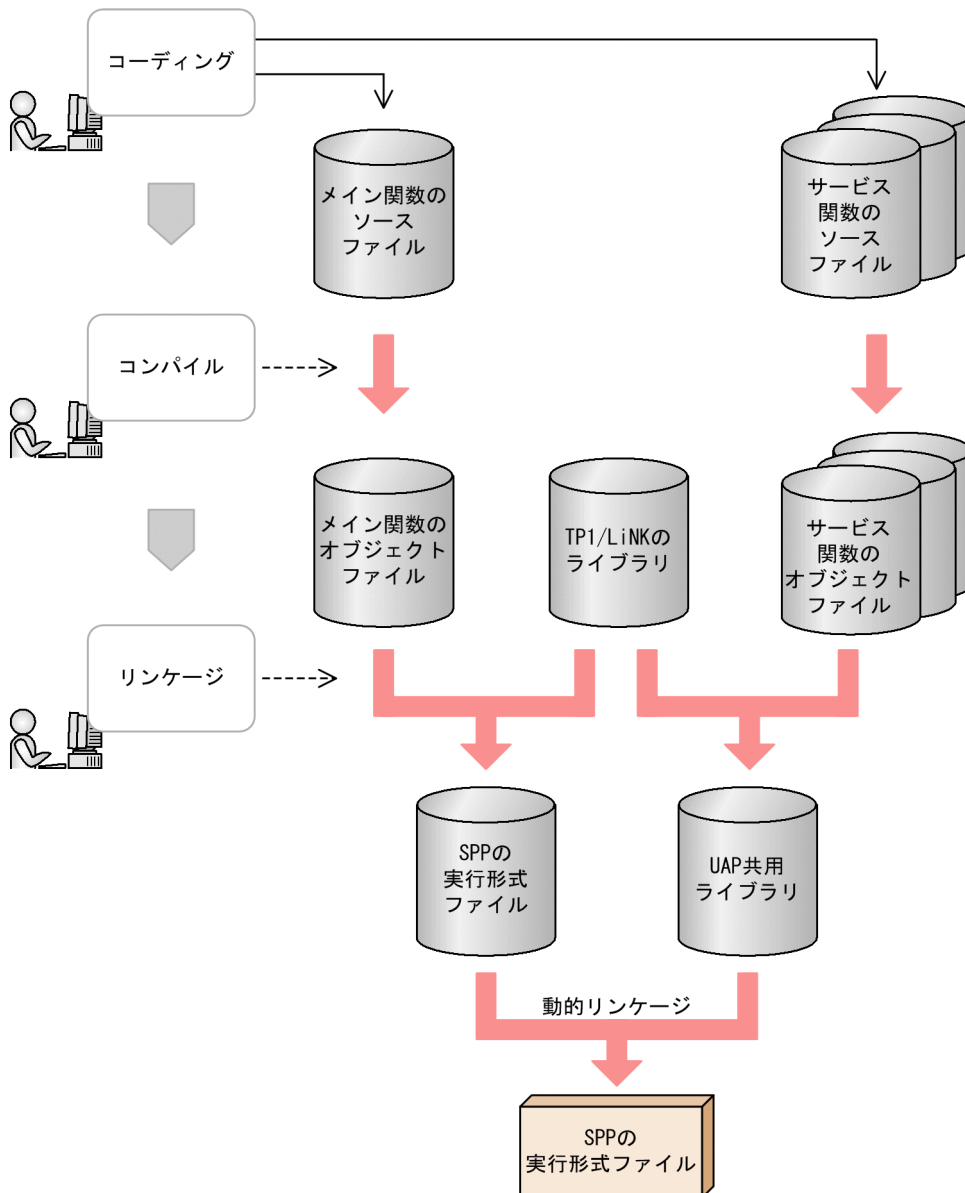 コーディング
メイン関数の
ソース
ファイル
サービス
関数の
ソース
ファイル
コンパイル
メイン関数の
オブジェクト
ファイル
TP1/LiNKの
ライブラリ
サービス
関数の
オブジェクト
ファイル
リンケージ
SPPの
実行形式
ファイル
UAP共用
ライブラリ
動的リンケージ
SPPの
実行形式ファイル